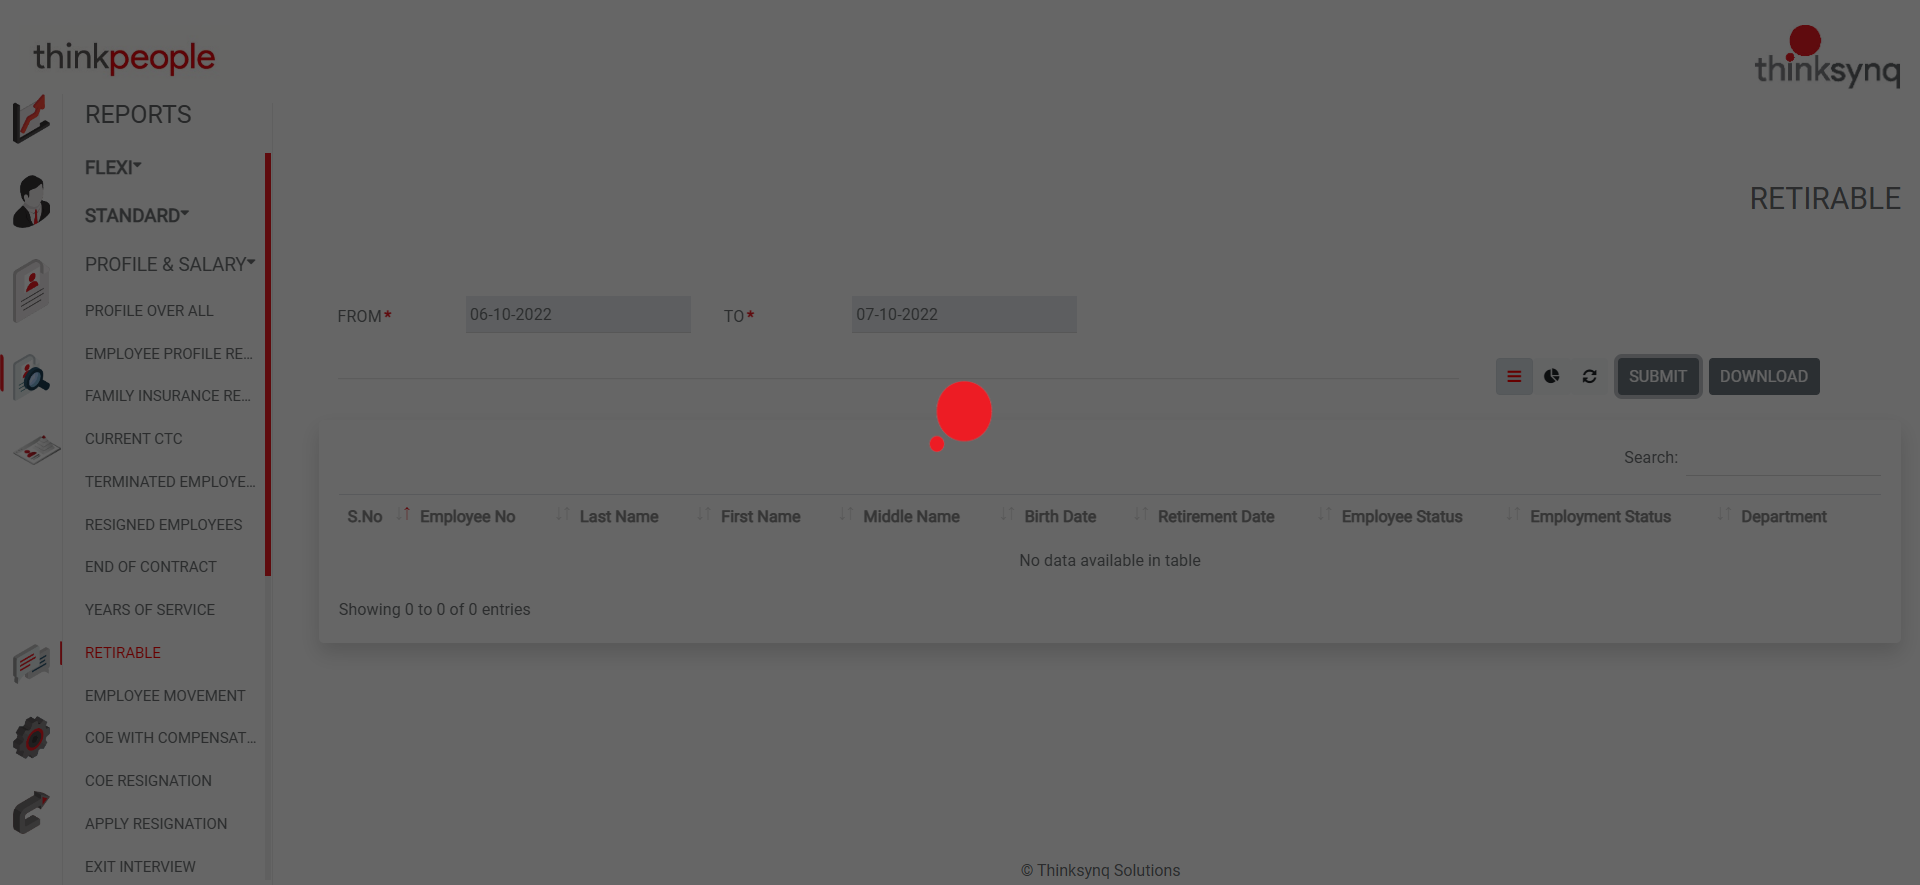 thinkpeople
thinksynq
REPORTS
FLEXI
STANDARD
PROFILE & SALARY
PROFILE OVER ALL
EMPLOYEE PROFILE RE...
FAMILY INSURANCE RE...
CURRENT CTC
TERMINATED EMPLOYE...
RESIGNED EMPLOYEES
END OF CONTRACT
YEARS OF SERVICE
RETIRABLE
EMPLOYEE MOVEMENT
COE WITH COMPENSAT...
COE RESIGNATION
APPLY RESIGNATION
EXIT INTERVIEW
RETIRABLE
FROM* 06-10-2022 TO* 07-10-2022
SUBMIT DOWNLOAD
Search:
S.No Employee No Last Name First Name Middle Name Birth Date Retirement Date Employee Status Employment Status Department
No data available in table
Showing 0 to 0 of 0 entries
© Thinksynq Solutions